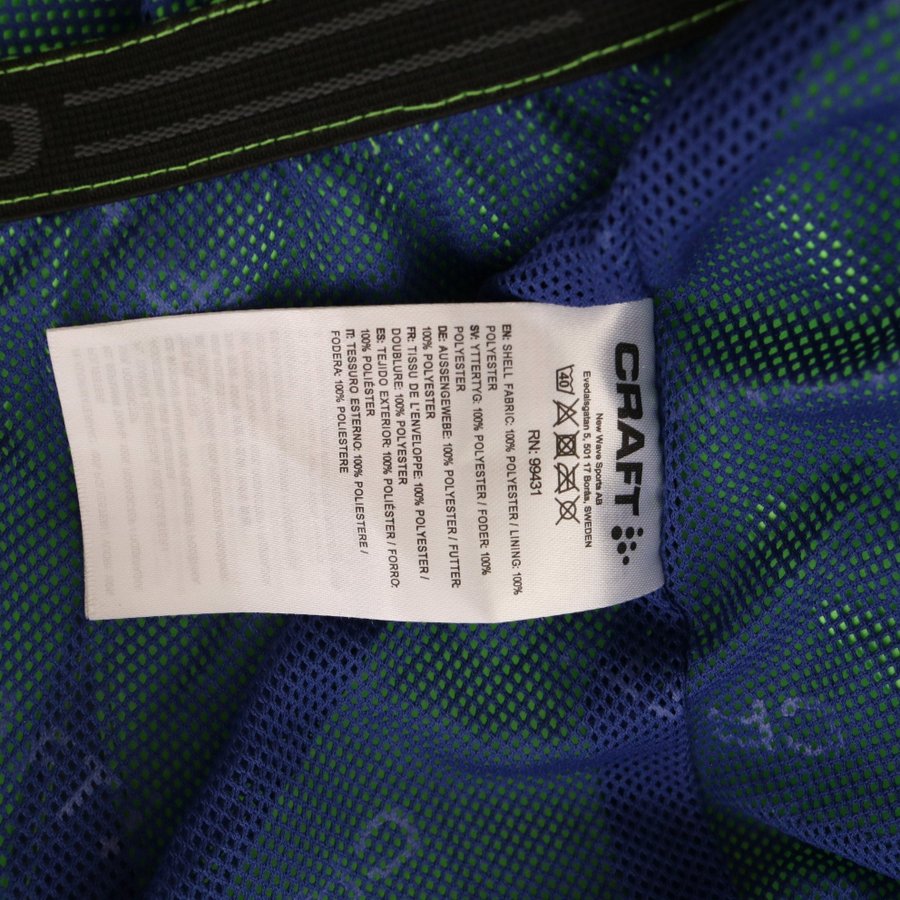 CRAFT
New Wave Sports AB
Evedalsgatan 5, 501 17 Borås, SWEDEN
40
RN: 99431
EN: SHELL FABRIC: 100% POLYESTER / LINING: 100%
POLYESTER
SV: YTTERTYG: 100% POLYESTER / FODER: 100%
POLYESTER
DE: AUSSENGEWEBE: 100% POLYESTER / FUTTER:
100% POLYESTER
FR: TISSU DE L'ENVELOPPE: 100% POLYESTER /
DOUBLURE: 100% POLYESTER
ES: TEJIDO EXTERIOR: 100% POLIÉSTER / FORRO:
100% POLIÉSTER
IT: TESSURO ESTERNO: 100% POLIESTERE /
FODERA: 100% POLIESTERE